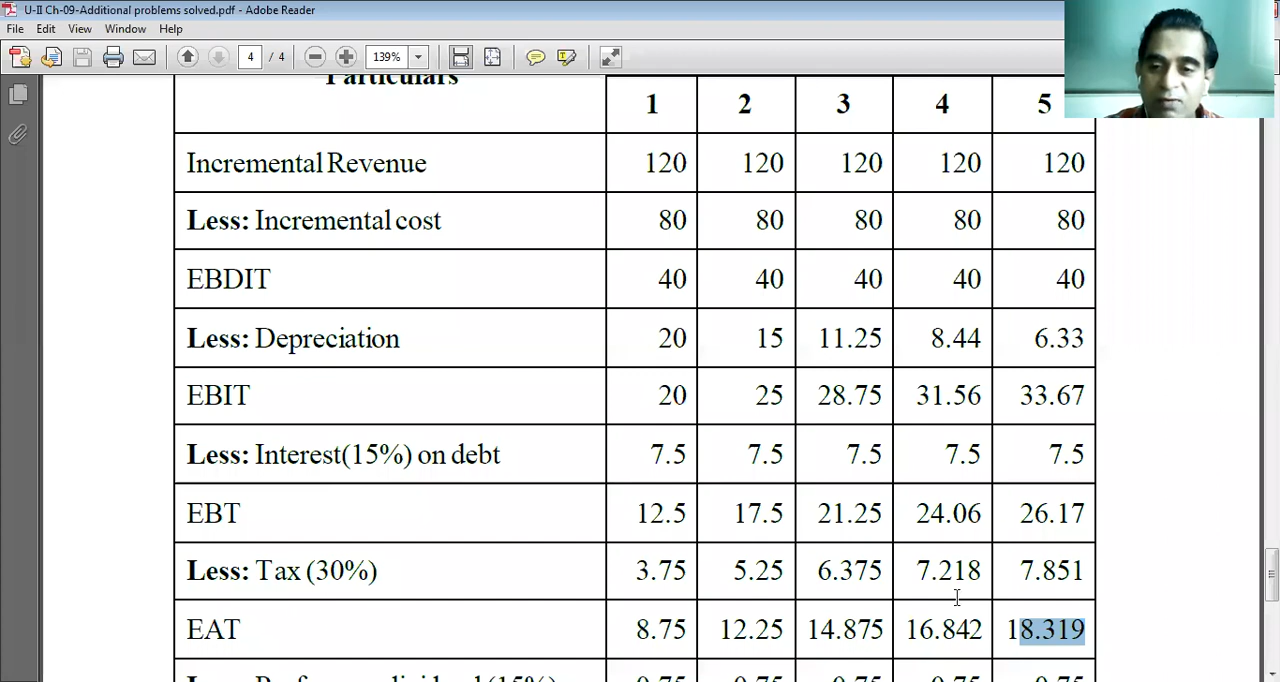 U-II Ch-09-Additional problems solved.pdf - Adobe Reader
File Edit View Window Help
4 / 4 139%
Particulars
1 2 3 4 5
Incremental Revenue 120 120 120 120 120
Less: Incremental cost 80 80 80 80 80
EBDIT 40 40 40 40 40
Less: Depreciation 20 15 11.25 8.44 6.33
EBIT 20 25 28.75 31.56 33.67
Less: Interest(15%) on debt 7.5 7.5 7.5 7.5 7.5
EBT 12.5 17.5 21.25 24.06 26.17
Less: Tax (30%) 3.75 5.25 6.375 7.218 7.851
EAT 8.75 12.25 14.875 16.842 18.319